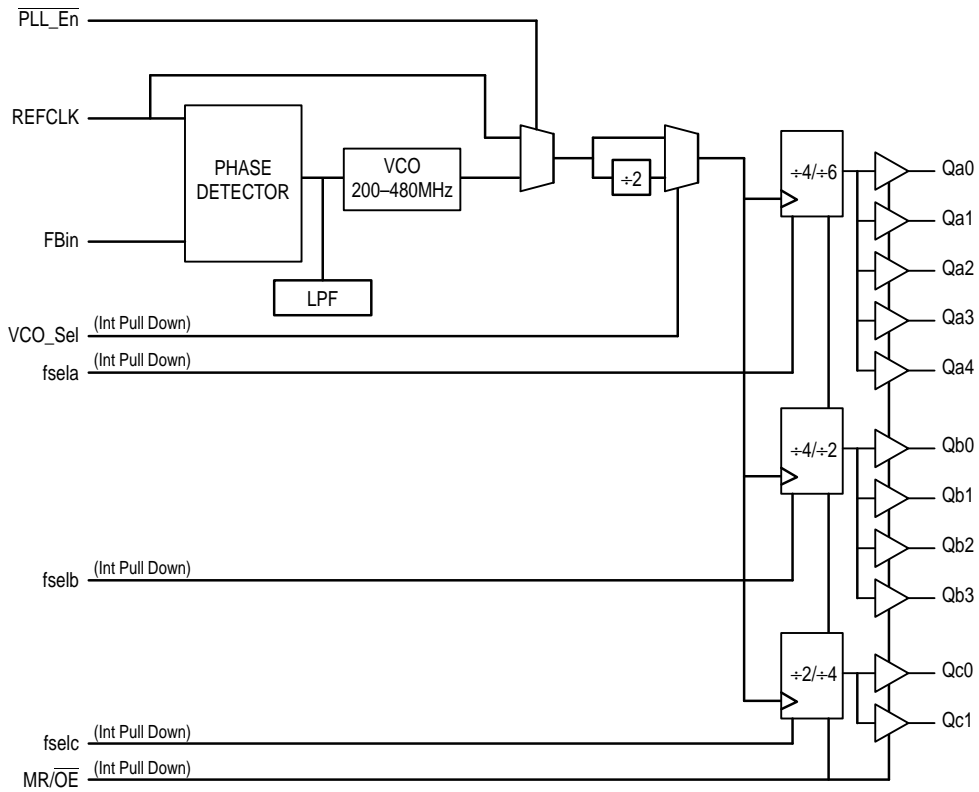 PLL_En
REFCLK
PHASE
DETECTOR
VCO
200–480MHz
÷2
FBin
LPF
VCO_Sel (Int Pull Down)
fsela (Int Pull Down)
÷4/÷6
Qa0
Qa1
Qa2
Qa3
Qa4
÷4/÷2
Qb0
Qb1
Qb2
Qb3
fselb (Int Pull Down)
÷2/÷4
Qc0
Qc1
fselc (Int Pull Down)
MR/OE (Int Pull Down)